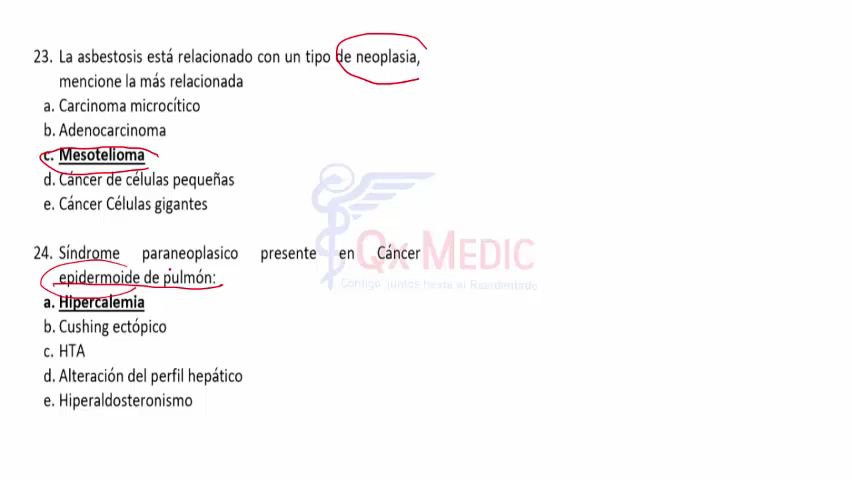 23. La asbestosis está relacionado con un tipo de neoplasia,
mencione la más relacionada
a. Carcinoma microcítico
b. Adenocarcinoma
c. Mesotelioma
d. Cáncer de células pequeñas
e. Cáncer Células gigantes
24. Síndrome paraneoplasico presente en Cáncer
epidermoide de pulmón:
a. Hipercalemia
b. Cushing ectópico
c. HTA
d. Alteración del perfil hepático
e. Hiperaldosteronismo
Qx MEDIC
Contigo juntos hasta el Residentado